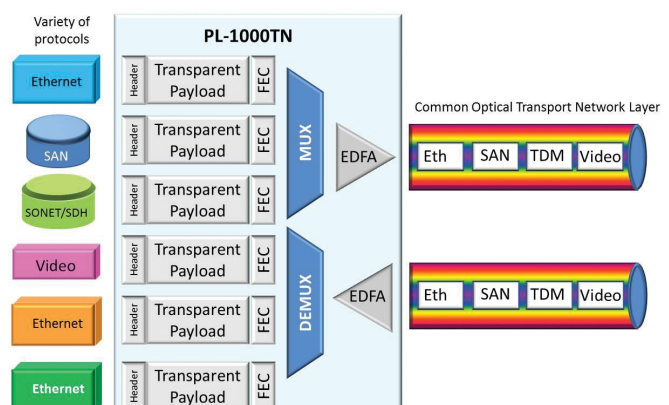 Variety of
protocols
PL-1000TN
Ethernet
Header
Transparent
Payload
FEC
SAN
Header
Transparent
Payload
FEC
SONET/SDH
Header
Transparent
Payload
FEC
Video
Header
Transparent
Payload
FEC
Ethernet
Header
Transparent
Payload
FEC
Ethernet
Header
Transparent
Payload
FEC
MUX
DEMUX
EDFA
EDFA
Common Optical Transport Network Layer
Eth SAN TDM Video
Eth SAN TDM Video